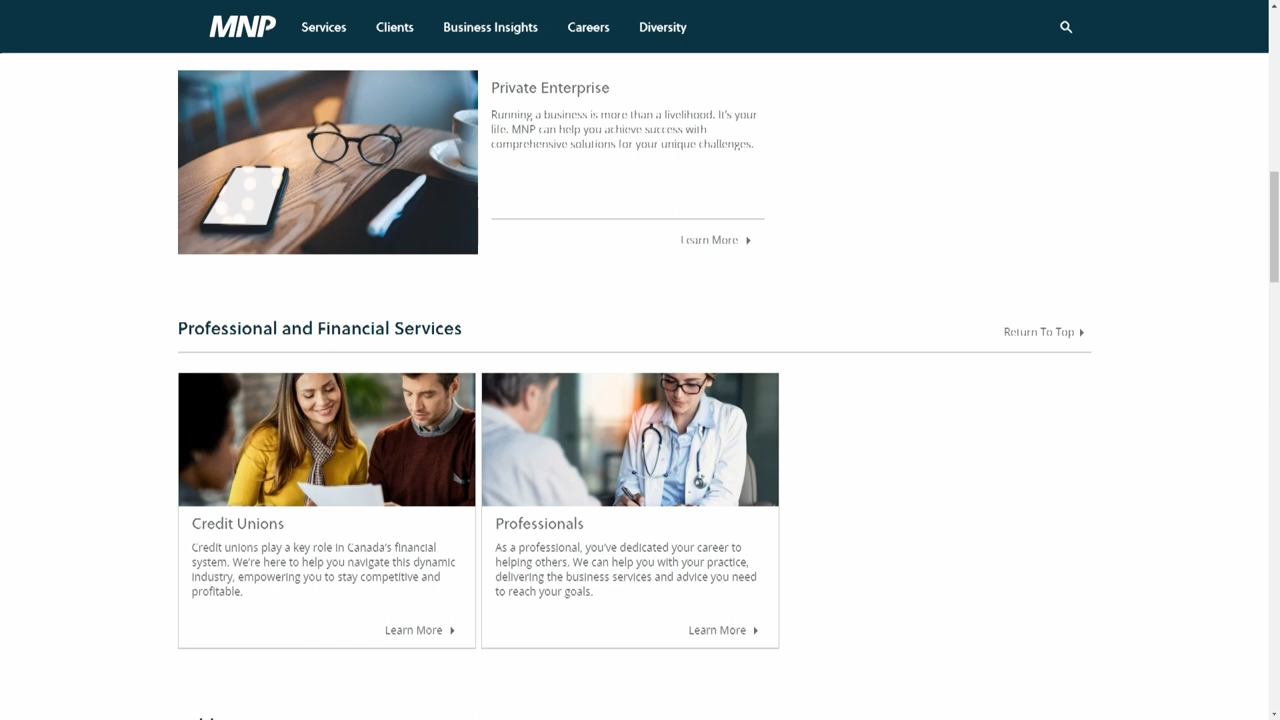 MNP Services Clients Business Insights Careers Diversity
Private Enterprise
Running a business is more than a livelihood. It's your
life. MNP can help you achieve success with
comprehensive solutions for your unique challenges.
Learn More
Professional and Financial Services
Return To Top
Credit Unions
Credit unions play a key role in Canada's financial
system. We're here to help you navigate this dynamic
industry, empowering you to stay competitive and
profitable.
Learn More
Professionals
As a professional, you've dedicated your career to
helping others. We can help you with your practice,
delivering the business services and advice you need
to reach your goals.
Learn More